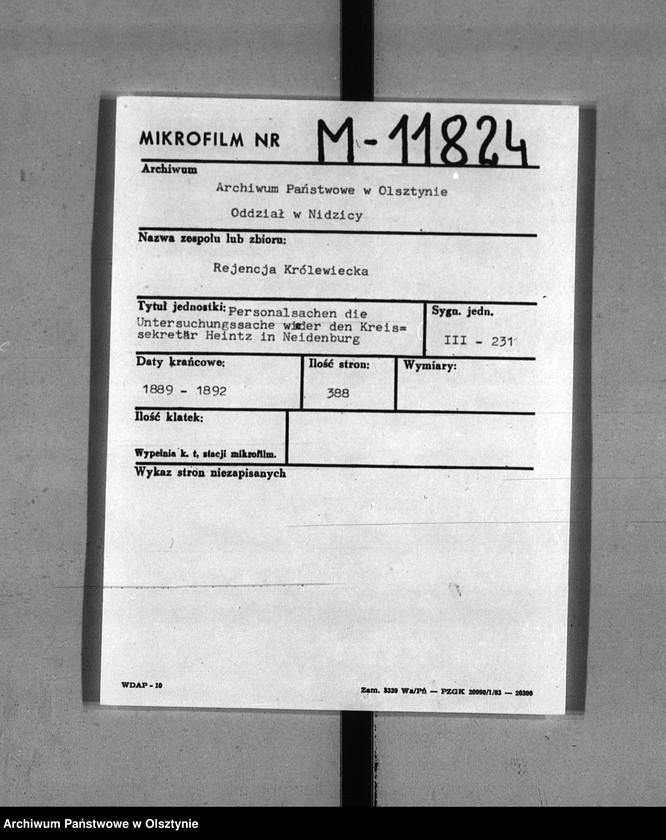 MIKROFILM NR M-11824
Archiwum
Archiwum Państwowe w Olsztynie
Oddział w Nidzicy
Nazwa zespołu lub zbioru:
Rejencja Królewiecka
Tytuł jednostki: Personalsachen die
Untersuchungssache wider den Kreis=
sekretär Heintz in Neidenburg
Sygn. jedn.
III - 231
Daty krańcowe:
1889 - 1892
Ilość stron:
388
Wymiary:
Ilość klatek:
Wypełnia k. t. stacji mikrofilm.
Wykaz stron niezapisanych
WDAP - 10
Zam. 3339 Wa/Pń — PZGK 20090/1/83 — 20300
Archiwum Państwowe w Olsztynie